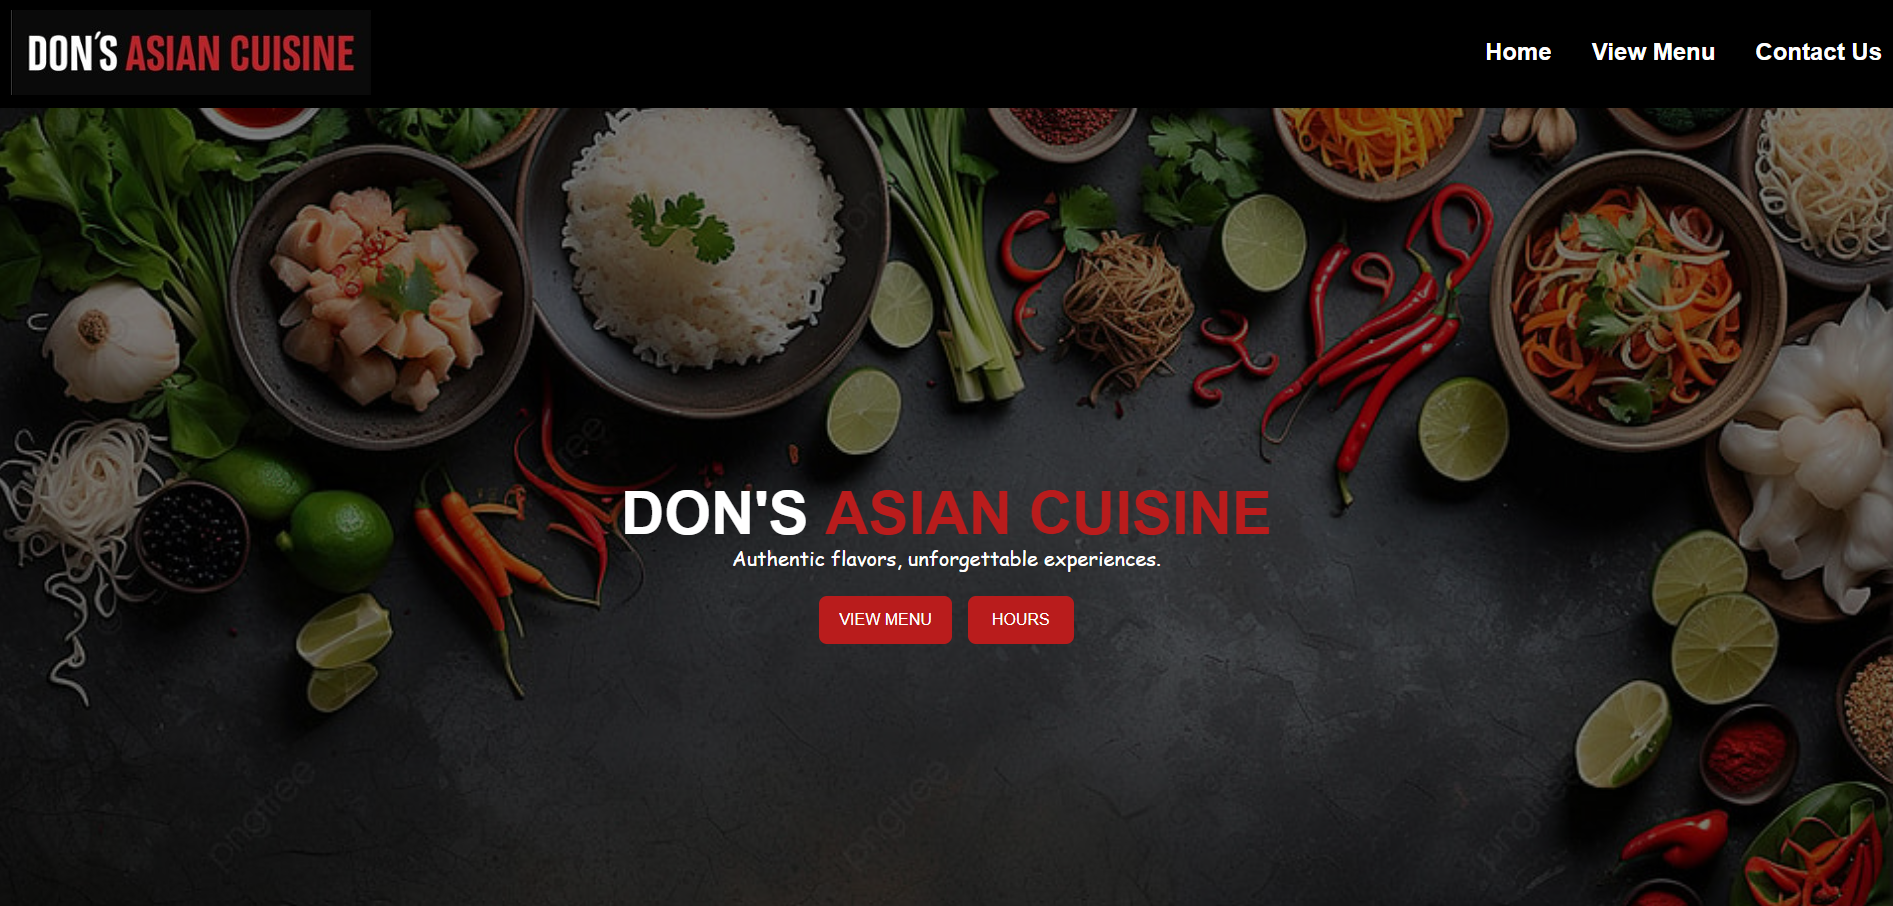 DON'S ASIAN CUISINE
Home View Menu Contact Us
DON'S ASIAN CUISINE
Authentic flavors, unforgettable experiences.
VIEW MENU HOURS
pngtree
pngtree
pngtree